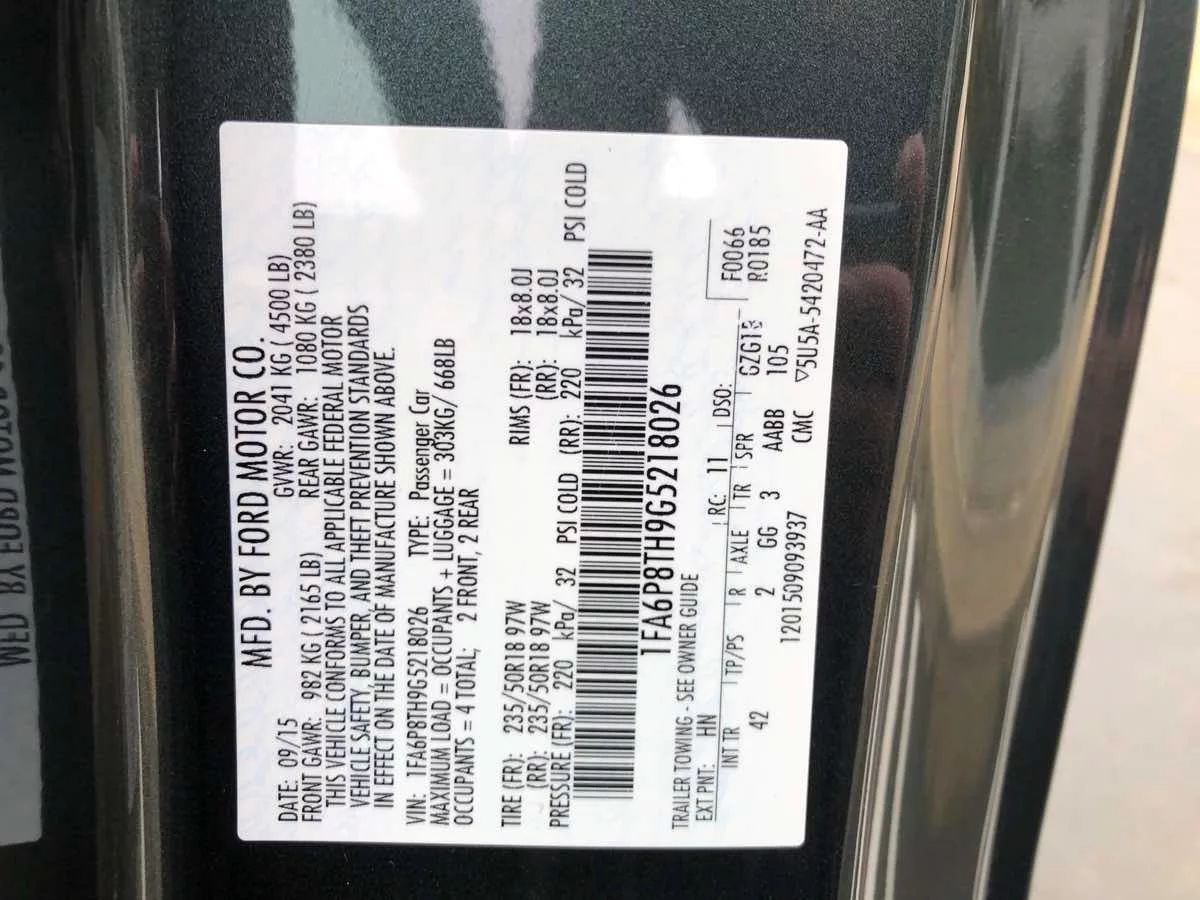 MFD. BY FORD MOTOR CO.
DATE: 09/15 GVWR: 2041 KG ( 4500 LB)
FRONT GAWR: 982 KG ( 2165 LB) REAR GAWR: 1080 KG ( 2380 LB)
THIS VEHICLE CONFORMS TO ALL APPLICABLE FEDERAL MOTOR
VEHICLE SAFETY, BUMPER, AND THEFT PREVENTION STANDARDS
IN EFFECT ON THE DATE OF MANUFACTURE SHOWN ABOVE.
VIN: 1FA6P8TH9G5218026 TYPE: Passenger Car
MAXIMUM LOAD = OCCUPANTS + LUGGAGE = 303KG/ 668LB
OCCUPANTS = 4 TOTAL; 2 FRONT, 2 REAR
TIRE (FR): 235/50R18 97W RIMS (FR): 18x8.0J
(RR): 235/50R18 97W (RR): 18x8.0J
PRESSURE (FR): 220 kPa/ 32 PSI COLD (RR): 220 kPa/ 32 PSI COLD
1FA6P8TH9G5218026
TRAILER TOWING - SEE OWNER GUIDE
EXT PNT: HN RC: 11 DSO:
F0066
R0185
INT TR TP/PS R AXLE TR SPR
42 2 GG 3 AABB 105
1201509093937 CMC ▽5U5A-5420472-AA